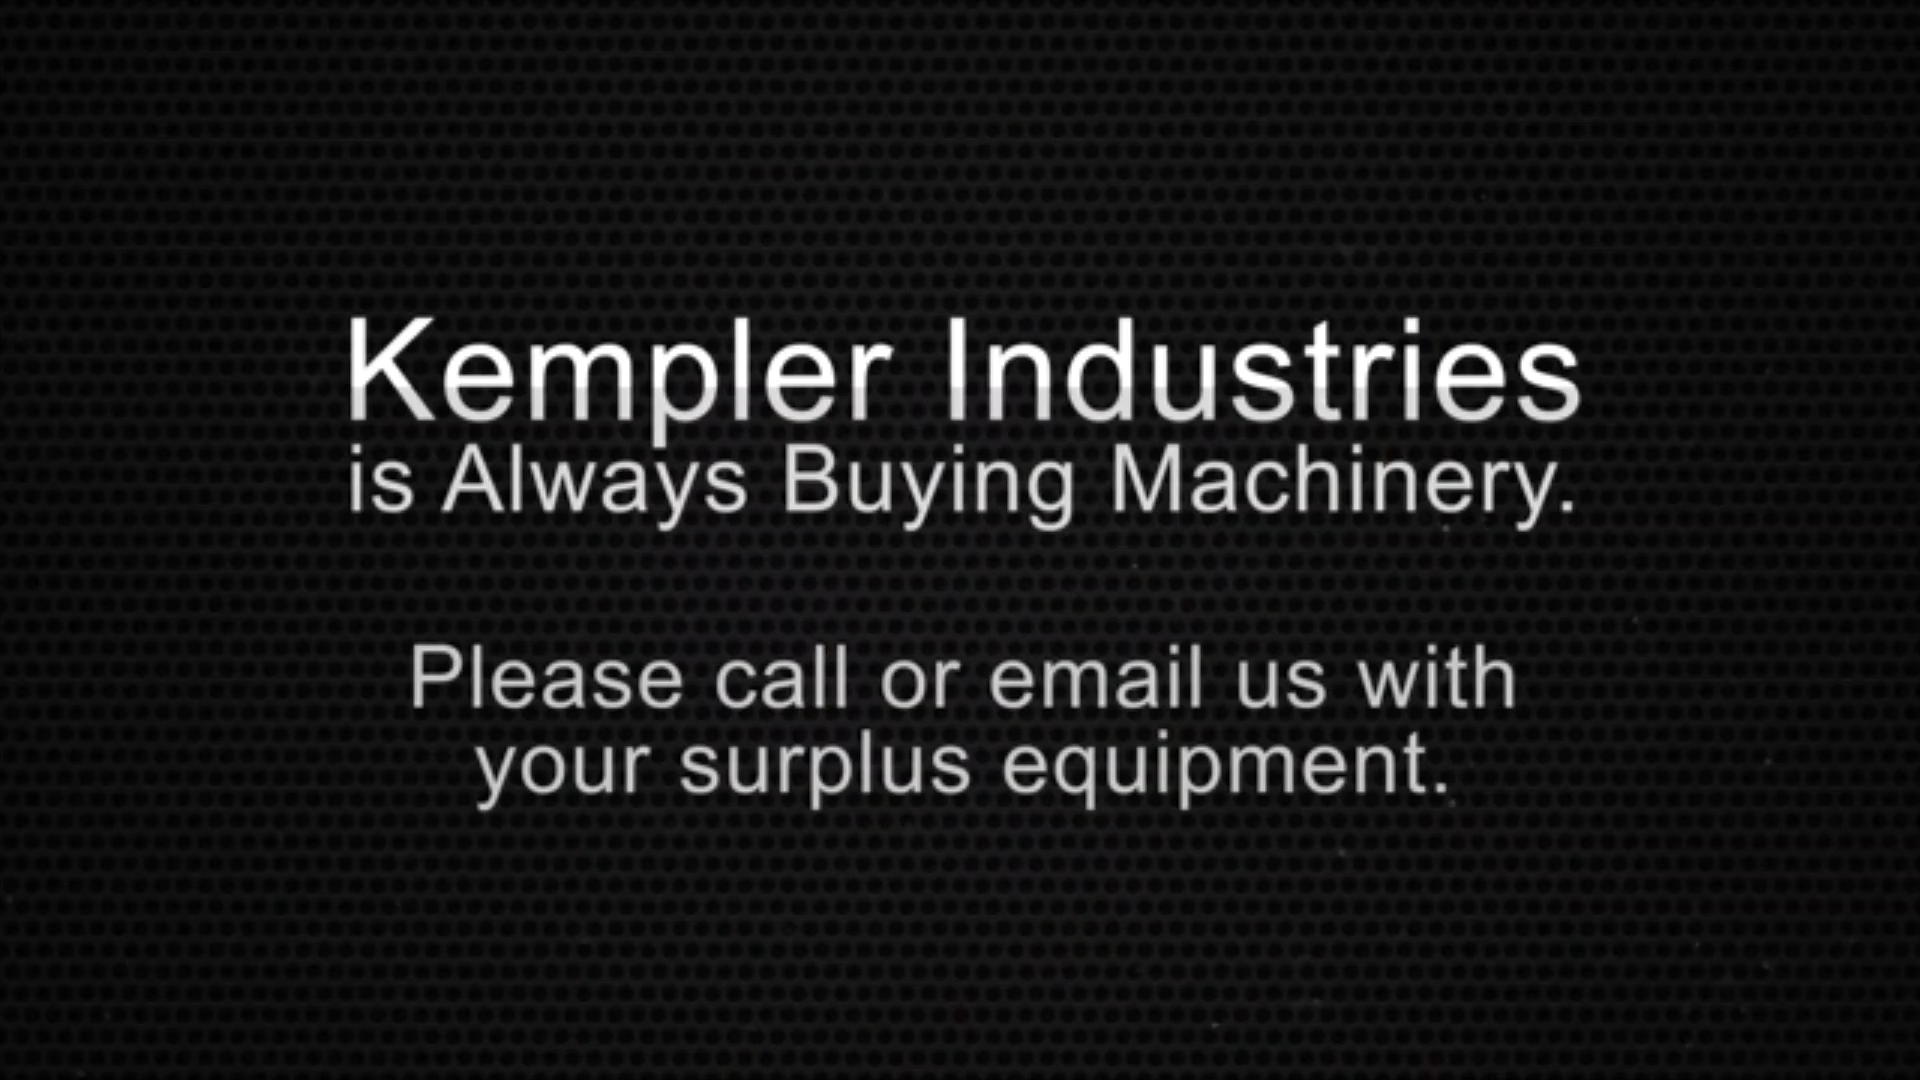 Kempler Industries
is Always Buying Machinery.
Please call or email us with
your surplus equipment.